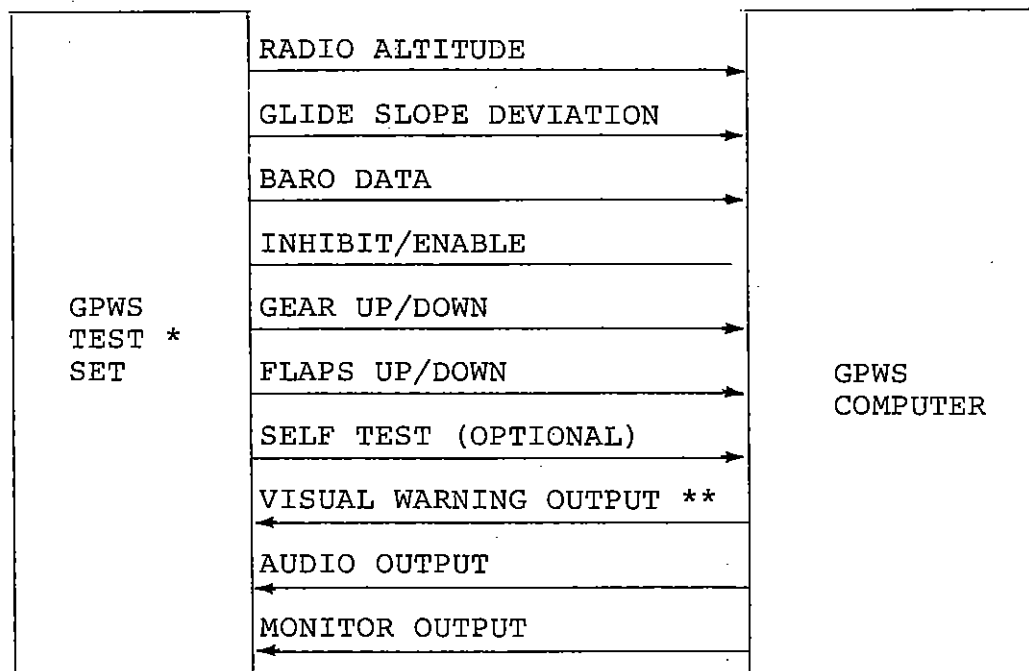 RADIO ALTITUDE
GLIDE SLOPE DEVIATION
BARO DATA
INHIBIT/ENABLE
GEAR UP/DOWN
FLAPS UP/DOWN
SELF TEST (OPTIONAL)
VISUAL WARNING OUTPUT **
AUDIO OUTPUT
MONITOR OUTPUT
GPWS
TEST *
SET
GPWS
COMPUTER